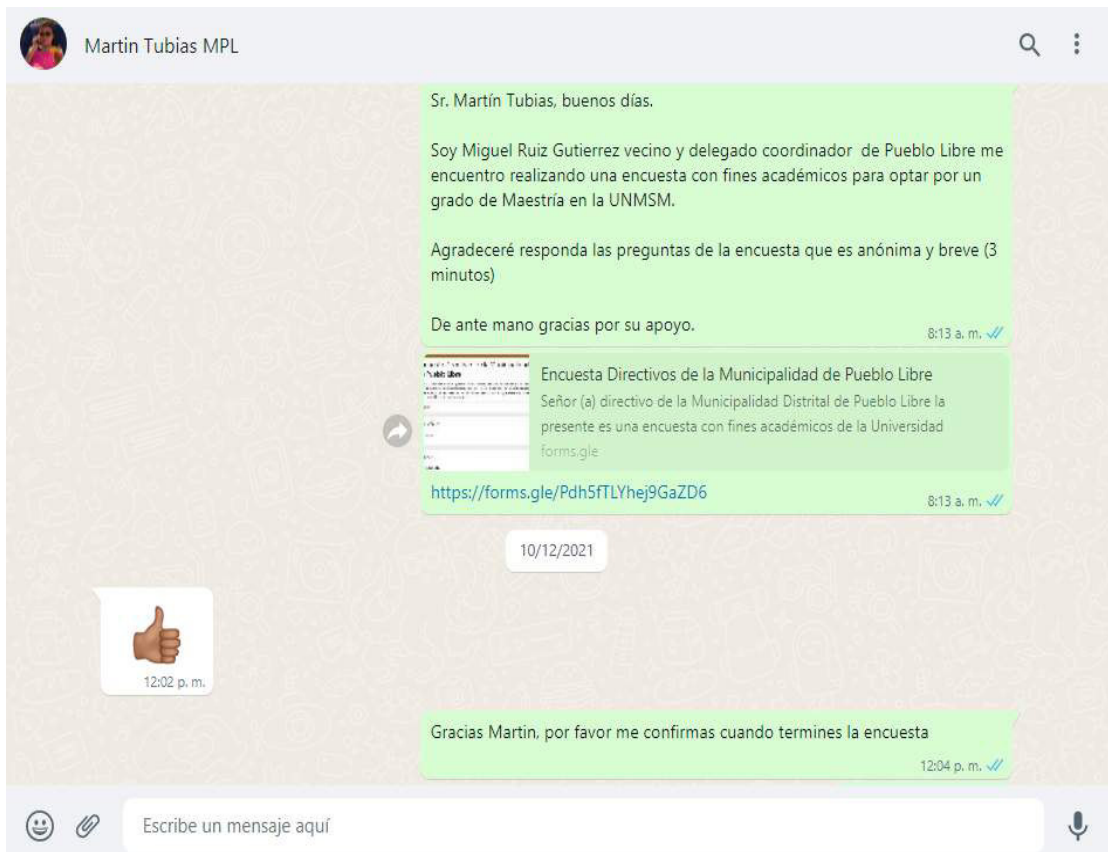 Martin Tubias MPL
Sr. Martín Tubias, buenos días.
Soy Miguel Ruiz Gutierrez vecino y delegado coordinador de Pueblo Libre me
encuentro realizando una encuesta con fines académicos para optar por un
grado de Maestría en la UNMSM.
Agradeceré responda las preguntas de la encuesta que es anónima y breve (3
minutos)
De ante mano gracias por su apoyo.
8:13 a. m.
Encuesta Directivos de la Municipalidad de Pueblo Libre
Señor (a) directivo de la Municipalidad Distrital de Pueblo Libre la
presente es una encuesta con fines académicos de la Universidad
forms.gle
https://forms.gle/Pdh5fTLYhej9GaZD6
8:13 a. m.
10/12/2021
12:02 p. m.
Gracias Martin, por favor me confirmas cuando termines la encuesta
12:04 p. m.
Escribe un mensaje aquí